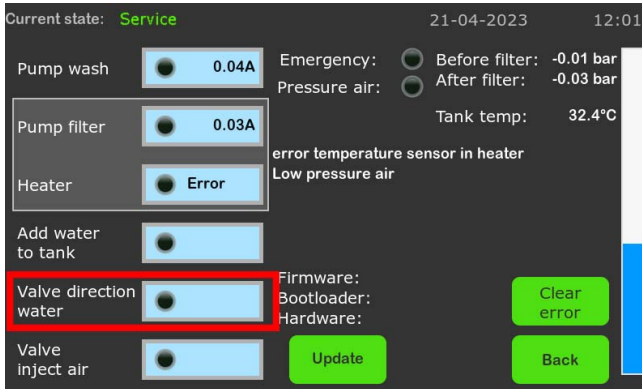 Current state: Service 21-04-2023 12:01
Pump wash 0.04A
Pump filter 0.03A
Heater Error
Add water
to tank
Valve direction
water
Valve
inject air
Emergency:
Pressure air:
Before filter: -0.01 bar
After filter: -0.03 bar
Tank temp: 32.4°C
error temperature sensor in heater
Low pressure air
Firmware:
Bootloader:
Hardware:
Clear
error
Update
Back